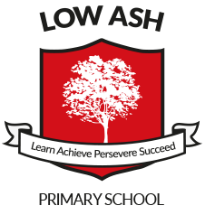 LOW ASH
Learn Achieve Persevere Succeed
PRIMARY SCHOOL